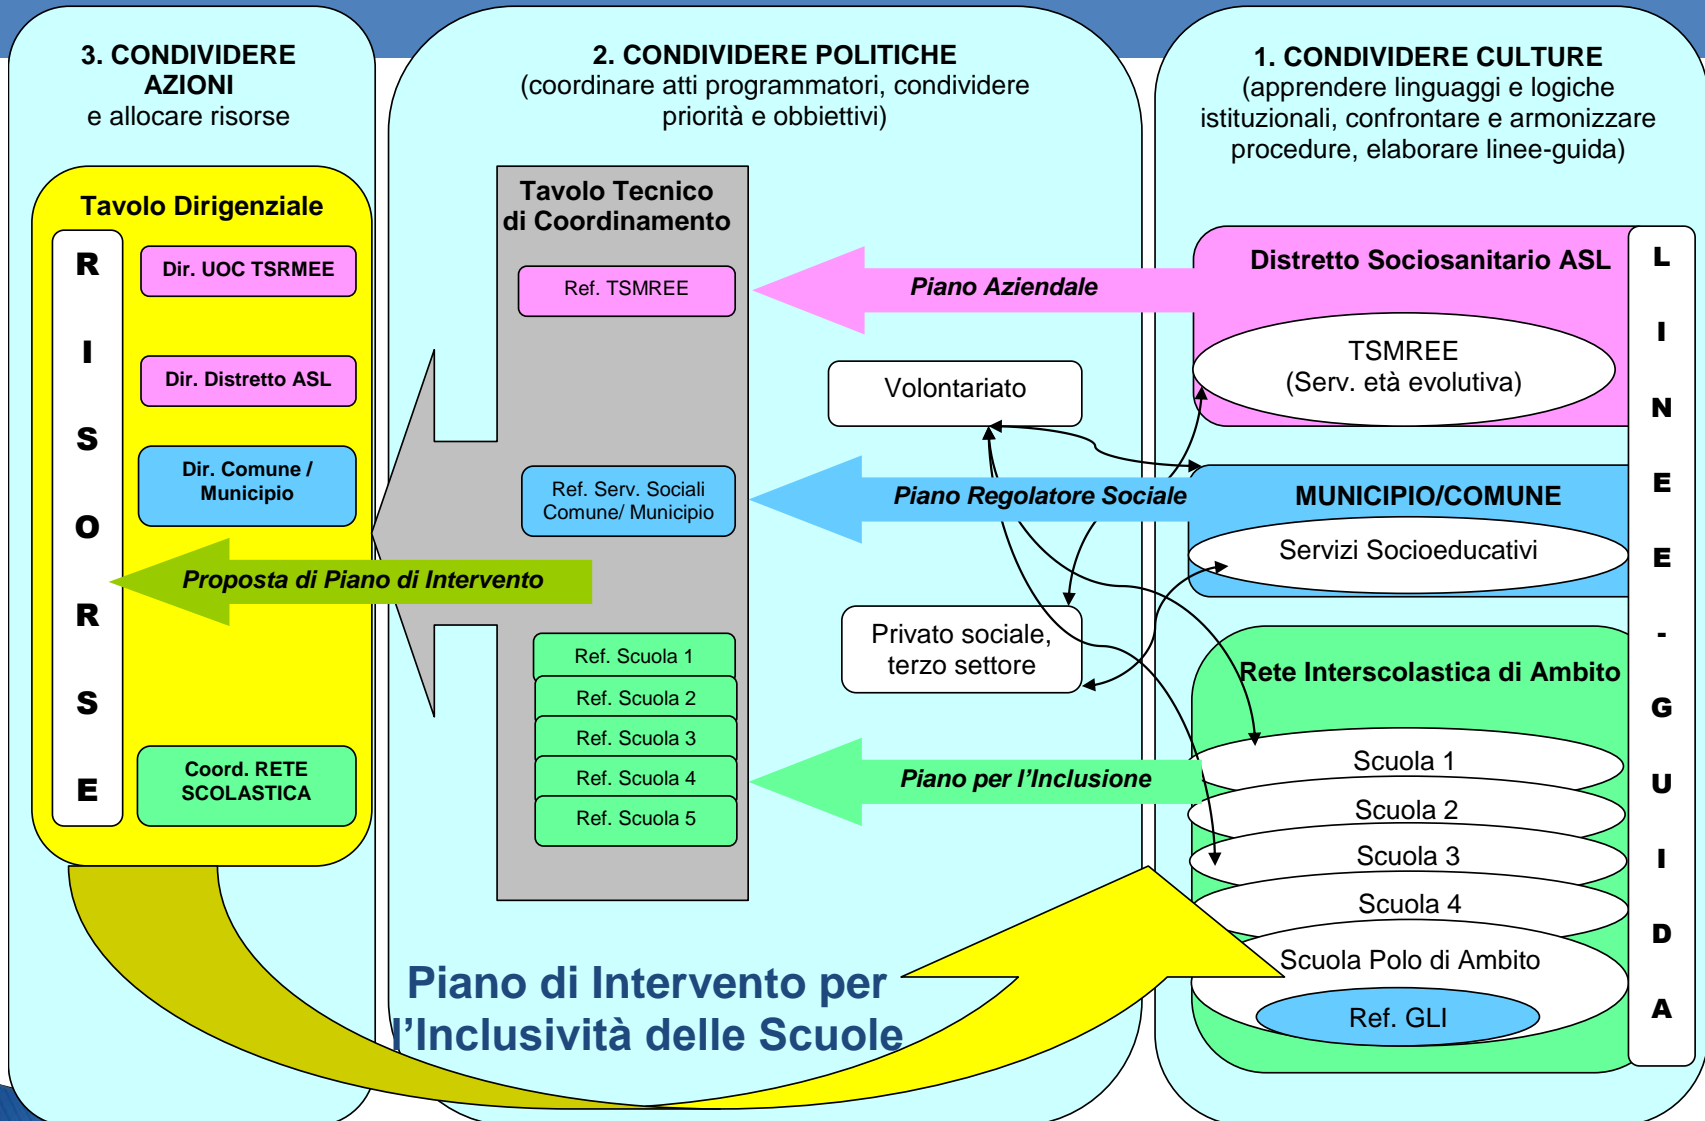 3. CONDIVIDERE
AZIONI
e allocare risorse
Tavolo Dirigenziale
R
I
S
O
R
S
E
Dir. UOC TSRMEE
Dir. Distretto ASL
Dir. Comune /
Municipio
Coord. RETE
SCOLASTICA
Proposta di Piano di Intervento
2. CONDIVIDERE POLITICHE
(coordinare atti programmatori, condividere
priorità e obbiettivi)
Tavolo Tecnico
di Coordinamento
Ref. TSMREE
Ref. Serv. Sociali
Comune/ Municipio
Ref. Scuola 1
Ref. Scuola 2
Ref. Scuola 3
Ref. Scuola 4
Ref. Scuola 5
Piano Aziendale
Volontariato
Piano Regolatore Sociale
Privato sociale,
terzo settore
Piano per l’Inclusione
Piano di Intervento per
l’Inclusività delle Scuole
1. CONDIVIDERE CULTURE
(apprendere linguaggi e logiche
istituzionali, confrontare e armonizzare
procedure, elaborare linee-guida)
Distretto Sociosanitario ASL
TSMREE
(Serv. età evolutiva)
MUNICIPIO/COMUNE
Servizi Socioeducativi
Rete Interscolastica di Ambito
Scuola 1
Scuola 2
Scuola 3
Scuola 4
Scuola Polo di Ambito
Ref. GLI
L
I
N
E
E
-
G
U
I
D
A